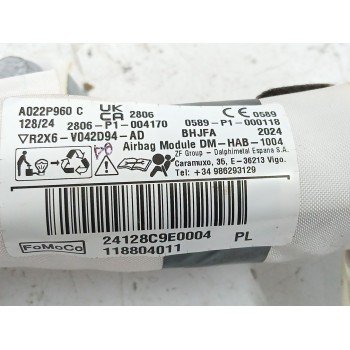 A022P960 C UK CA 2806 CE 0589
128/24 2806-P1-004170 0589-P1-000118
▽R2X6-V042D94-AD BHJFA 2024
Airbag Module DM-HAB-1004
ZF Group - Dalphimetal Espana S.A.
Caramuxo, 35, E-36213 Vigo.
Tel.: +34 986293129
24128C9E0004 PL
FoMoCo 118804011